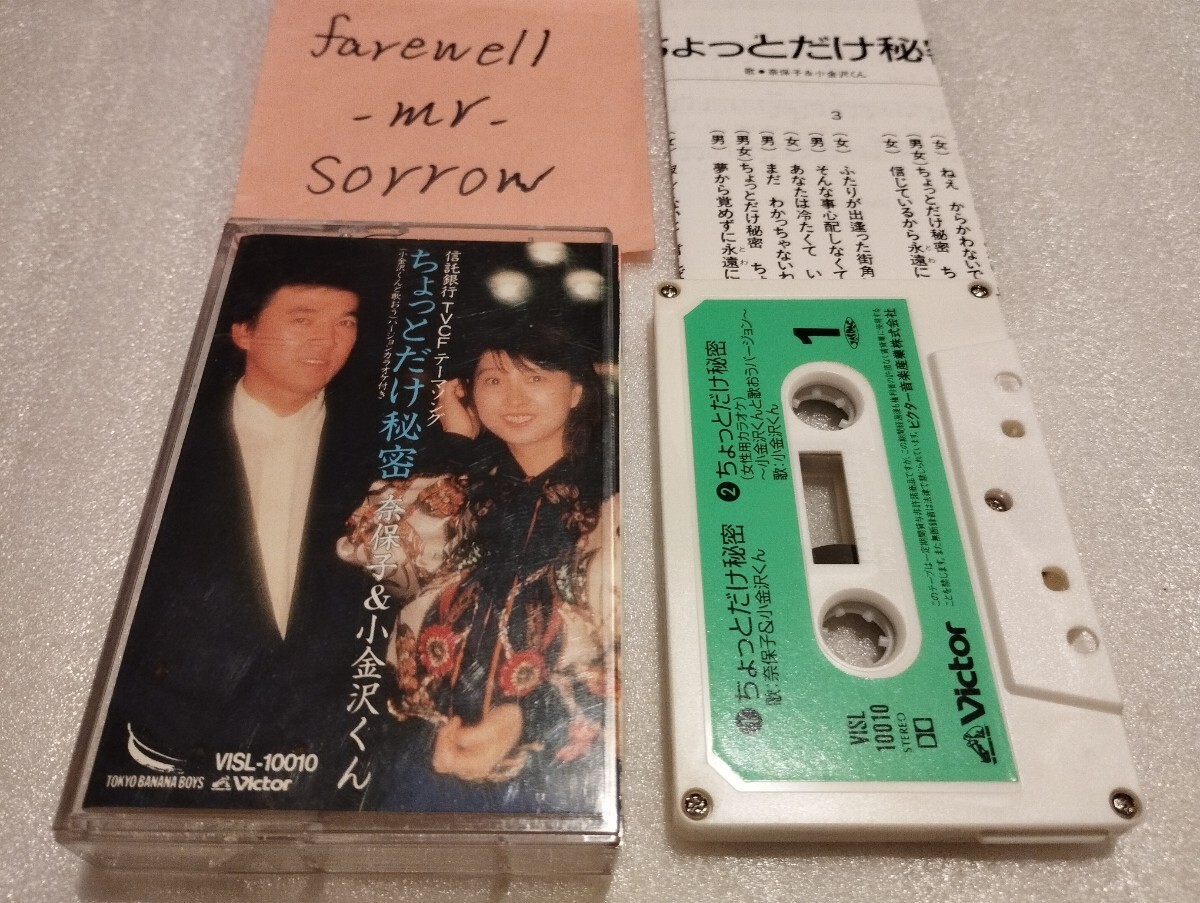 farewell
-mr-
sorrow
ちょっとだけ秘密
歌●奈保子&小金沢くん
3
(女) ねえ からかわないで
(男女) ちょっとだけ秘密 ち
(女) 信じているから永遠に
とわ
(女) ふたりが出逢った街角
(男) そんな事心配しなくて
(女) あなたは冷たくて い
(男) まだ わかっちゃないわ
(男女) ちょっとだけ秘密 ち
(男) 夢から覚めずに永遠に
とわ
信託銀行 TVCF テーマソング
ちょっとだけ秘密
「小金沢くんと歌おう」バージョンカラオケ付き
奈保子&小金沢くん
TOKYO BANANA BOYS
VISL-10010
Victor
1
❶ ちょっとだけ秘密
歌:奈保子&小金沢くん
❷ ちょっとだけ秘密
(女性用カラオケ)
~小金沢くんと歌おうバージョン~
歌:小金沢くん
ビクター音楽産業株式会社
VISL
10010
STEREO
Victor